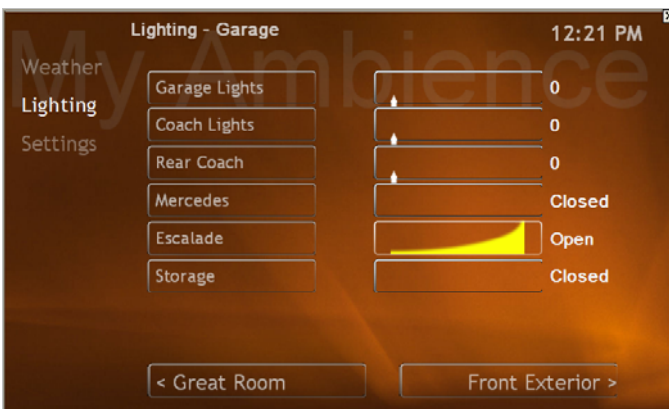 My Ambience
Lighting - Garage
12:21 PM
Weather
Lighting
Settings
Garage Lights 0
Coach Lights 0
Rear Coach 0
Mercedes Closed
Escalade Open
Storage Closed
< Great Room
Front Exterior >